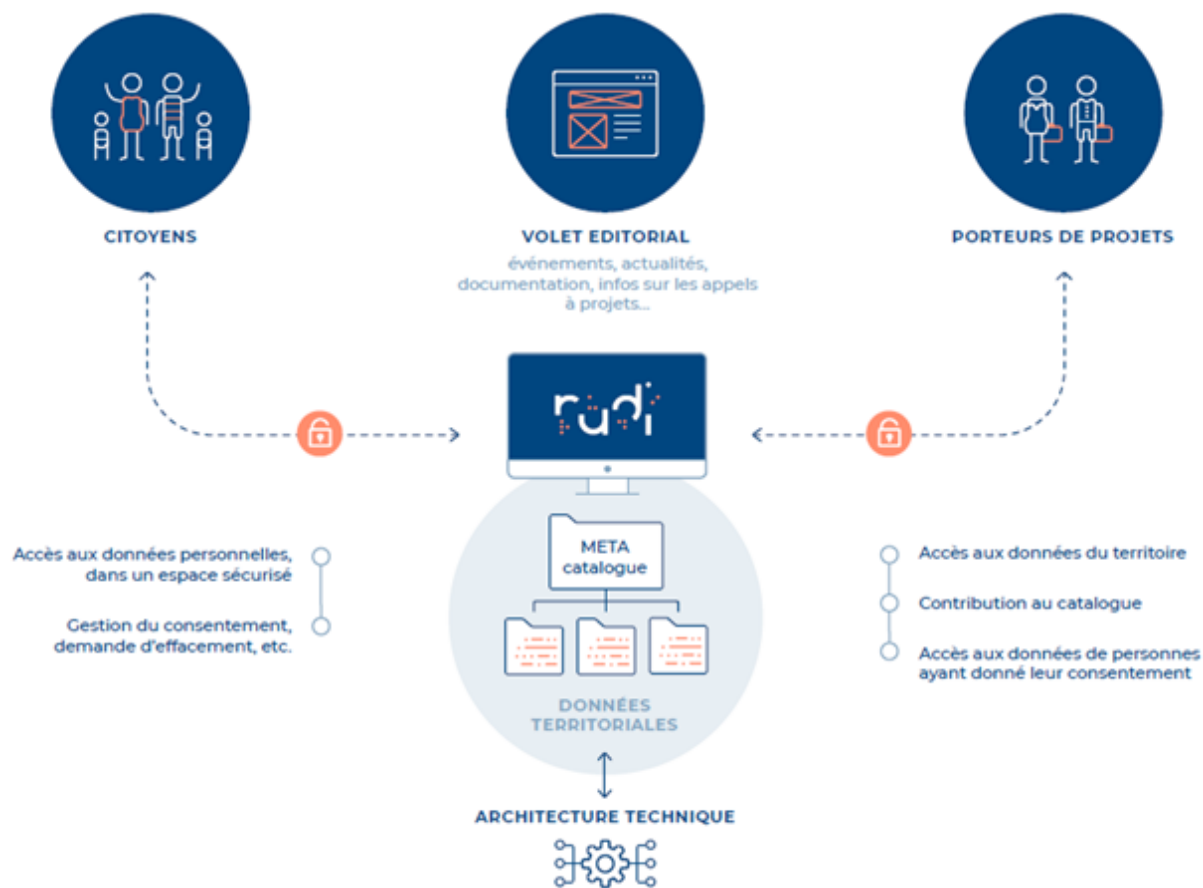 CITOYENS
VOLET EDITORIAL
événements, actualités,
documentation, infos sur les appels
à projets...
PORTEURS DE PROJETS
rudi
Accès aux données personnelles,
dans un espace sécurisé
Gestion du consentement,
demande d'effacement, etc.
META
catalogue
DONNÉES
TERRITORIALES
Accès aux données du territoire
Contribution au catalogue
Accès aux données de personnes
ayant donné leur consentement
ARCHITECTURE TECHNIQUE